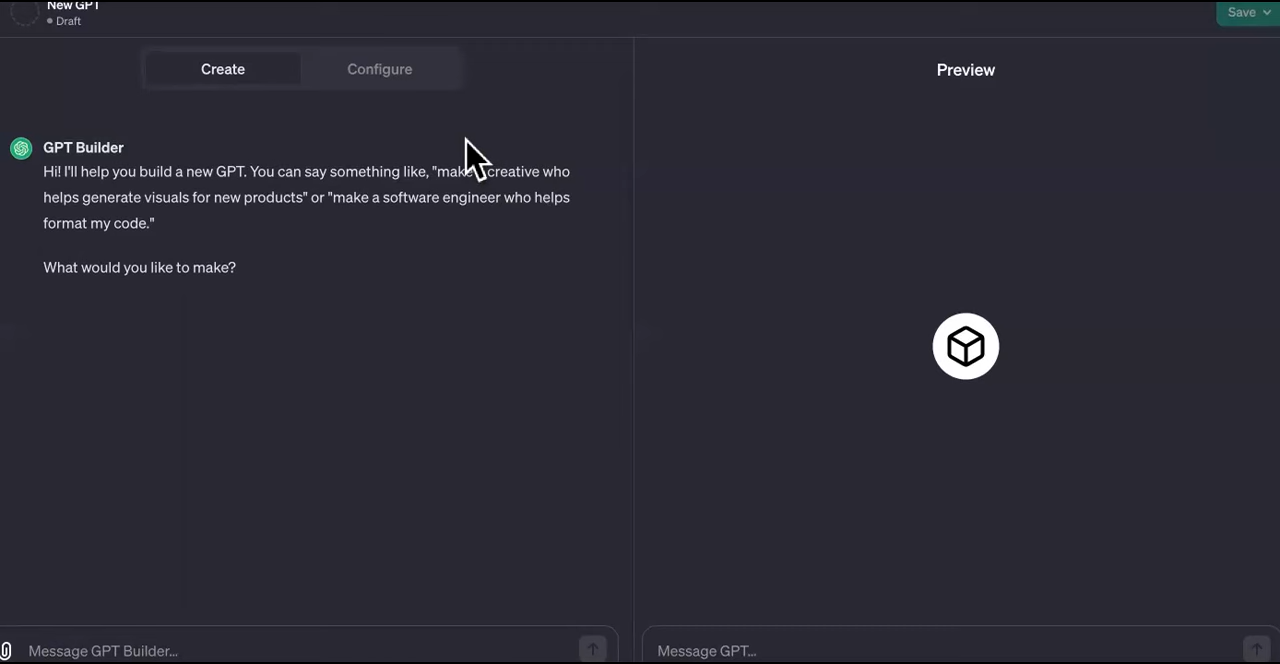 New GPT
Draft
Save
Create
Configure
Preview
GPT Builder
Hi! I'll help you build a new GPT. You can say something like, "make creative who
helps generate visuals for new products" or "make a software engineer who helps
format my code."
What would you like to make?
Message GPT Builder...
Message GPT...